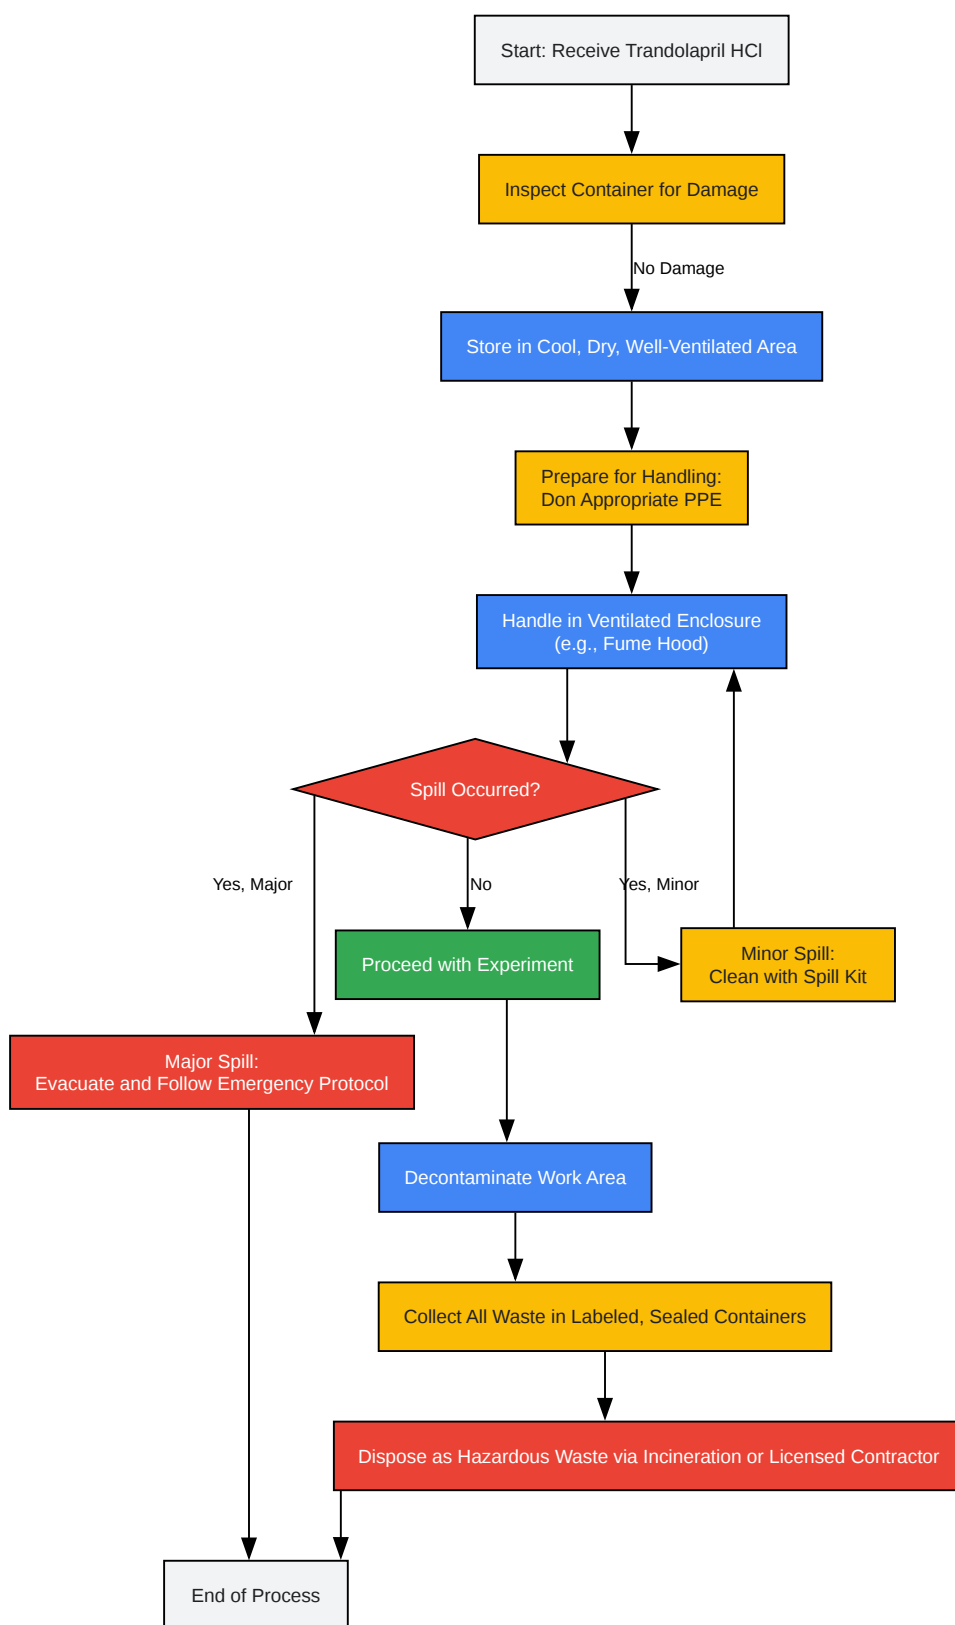 Start: Receive Trandolapril HCl
Inspect Container for Damage
No Damage
Store in Cool, Dry, Well-Ventilated Area
Prepare for Handling:
Don Appropriate PPE
Handle in Ventilated Enclosure
(e.g., Fume Hood)
Spill Occurred?
Yes, Major
No
Yes, Minor
Proceed with Experiment
Minor Spill:
Clean with Spill Kit
Major Spill:
Evacuate and Follow Emergency Protocol
Decontaminate Work Area
Collect All Waste in Labeled, Sealed Containers
Dispose as Hazardous Waste via Incineration or Licensed Contractor
End of Process